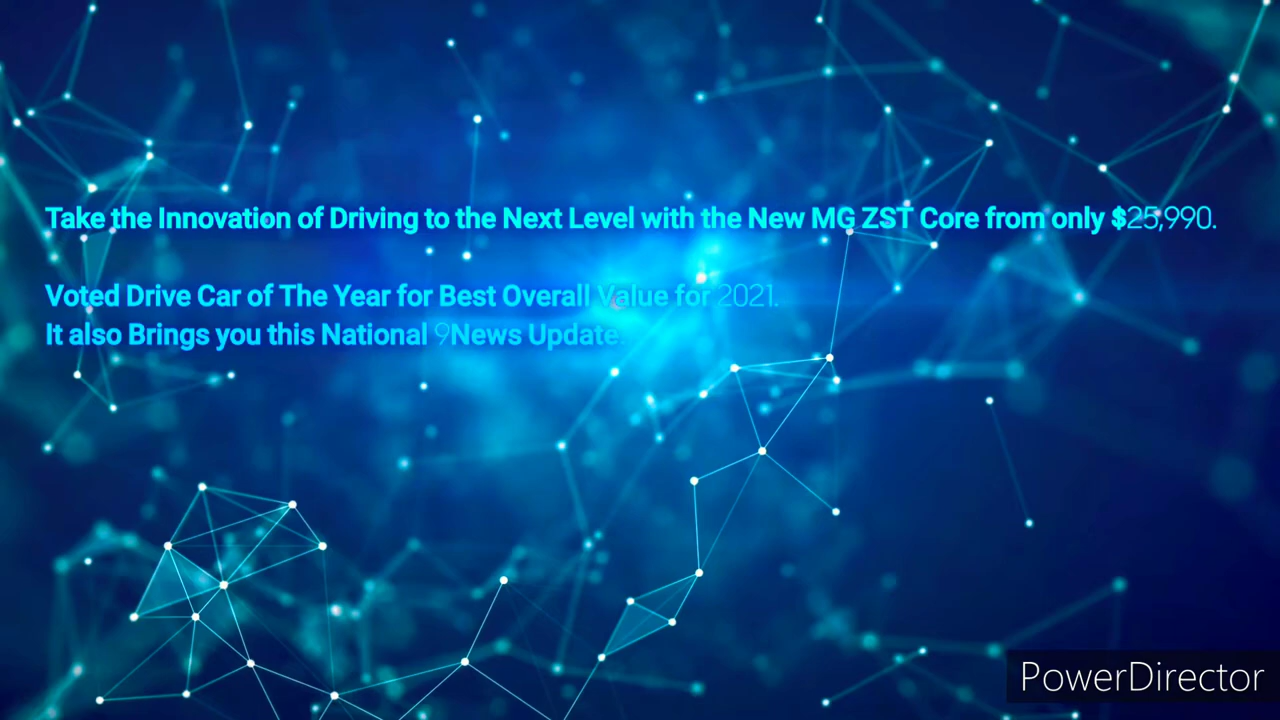 Take the Innovation of Driving to the Next Level with the New MG ZST Core from only $25,990.
Voted Drive Car of The Year for Best Overall Value for 2021.
It also Brings you this National 9News Update.
PowerDirector